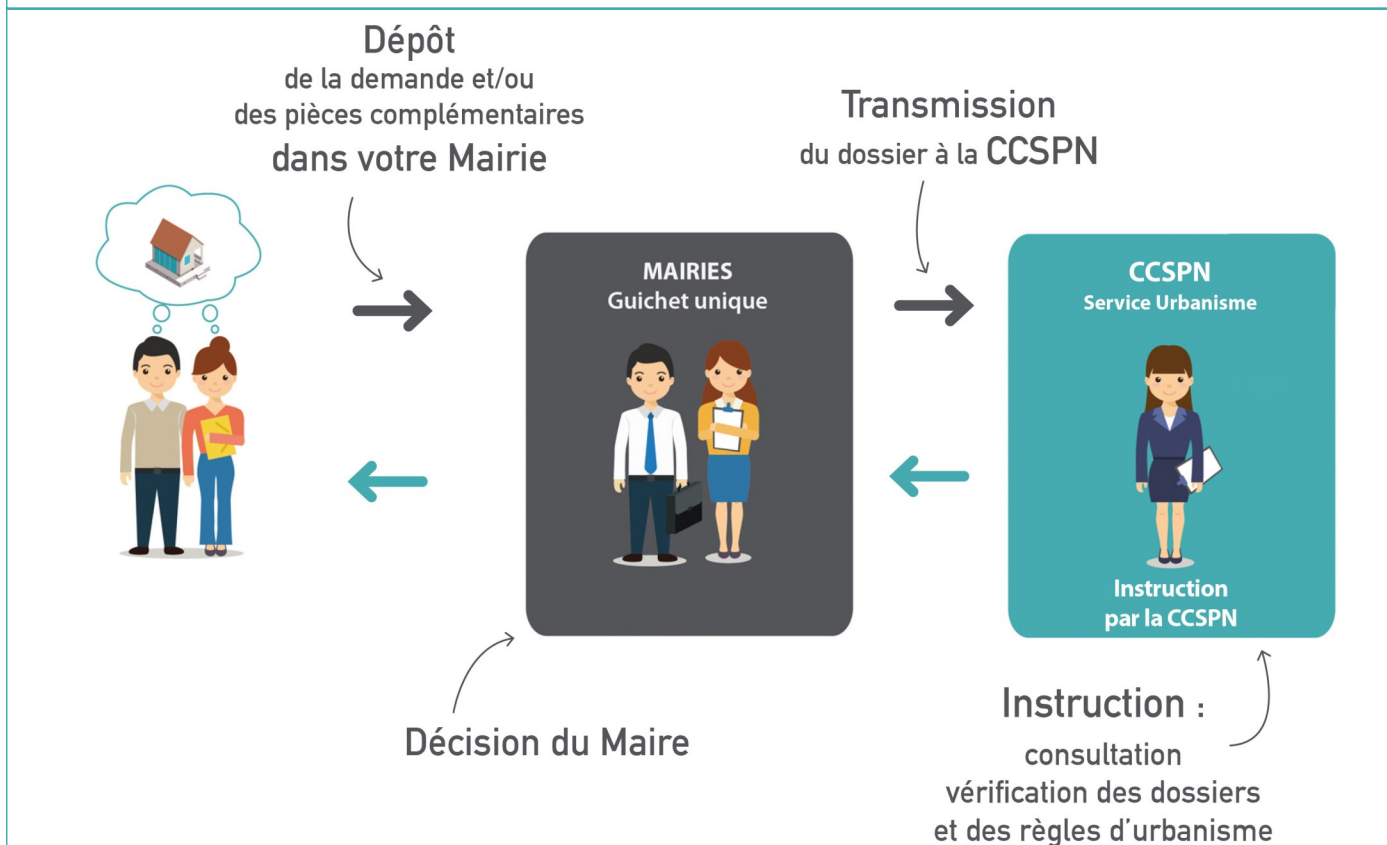 Dépôt
de la demande et/ou
des pièces complémentaires
dans votre Mairie
Transmission
du dossier à la CCSPN
MAIRIES
Guichet unique
CCSPN
Service Urbanisme
Instruction
par la CCSPN
Décision du Maire
Instruction :
consultation
vérification des dossiers
et des règles d'urbanisme